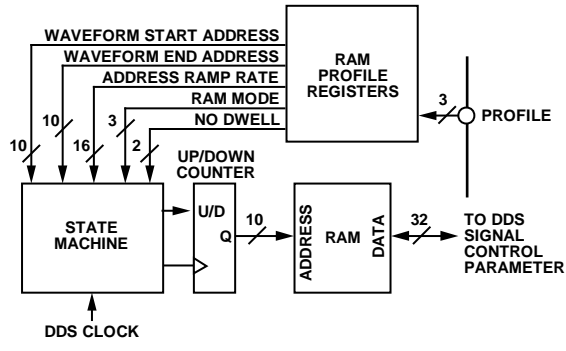 WAVEFORM START ADDRESS
WAVEFORM END ADDRESS
ADDRESS RAMP RATE
RAM MODE
NO DWELL
RAM
PROFILE
REGISTERS
3
PROFILE
10
10
16
3
2
UP/DOWN
COUNTER
STATE
MACHINE
U/D
Q
10
ADDRESS
RAM
DATA
32
TO DDS
SIGNAL
CONTROL
PARAMETER
DDS CLOCK